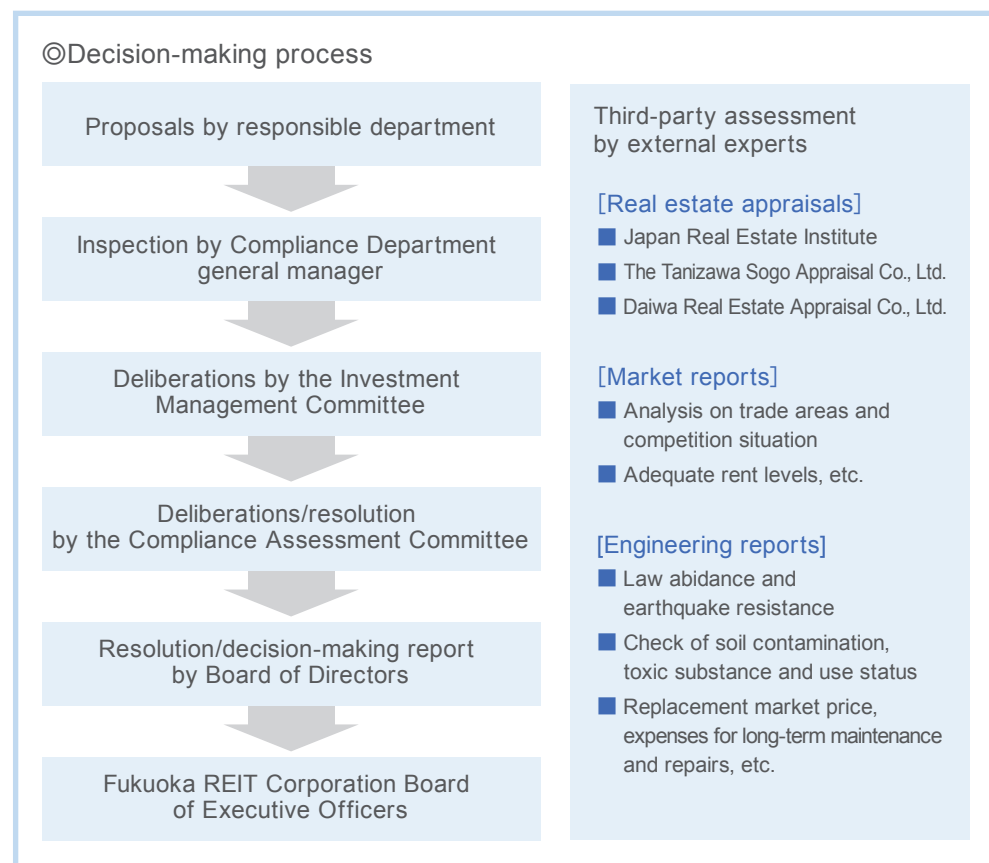 ◎Decision-making process
Proposals by responsible department
Inspection by Compliance Department
general manager
Deliberations by the Investment
Management Committee
Deliberations/resolution
by the Compliance Assessment Committee
Resolution/decision-making report
by Board of Directors
Fukuoka REIT Corporation Board
of Executive Officers
Third-party assessment
by external experts
[Real estate appraisals]
■ Japan Real Estate Institute
■ The Tanizawa Sogo Appraisal Co., Ltd.
■ Daiwa Real Estate Appraisal Co., Ltd.
[Market reports]
■ Analysis on trade areas and
competition situation
■ Adequate rent levels, etc.
[Engineering reports]
■ Law abidance and
earthquake resistance
■ Check of soil contamination,
toxic substance and use status
■ Replacement market price,
expenses for long-term maintenance
and repairs, etc.